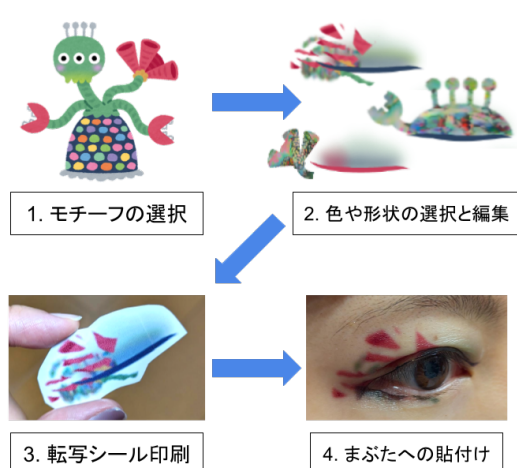 1. モチーフの選択
2. 色や形状の選択と編集
3. 転写シール印刷
4. まぶたへの貼付け